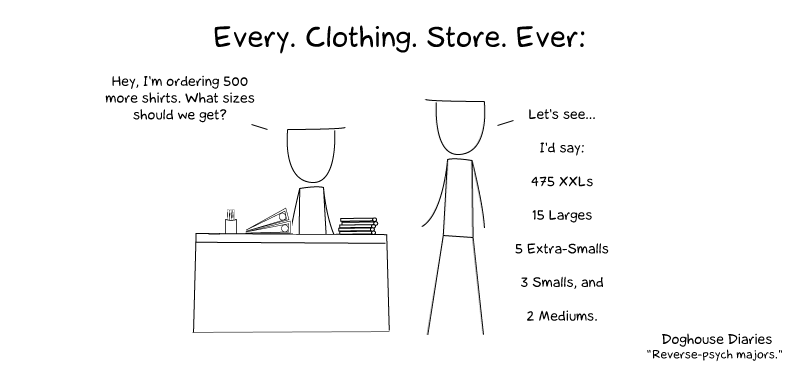 Every. Clothing. Store. Ever:
Hey, I'm ordering 500
more shirts. What sizes
should we get?
Let's see...
I'd say:
475 XXLs
15 Larges
5 Extra-Smalls
3 Smalls, and
2 Mediums.
Doghouse Diaries
"Reverse-psych majors."